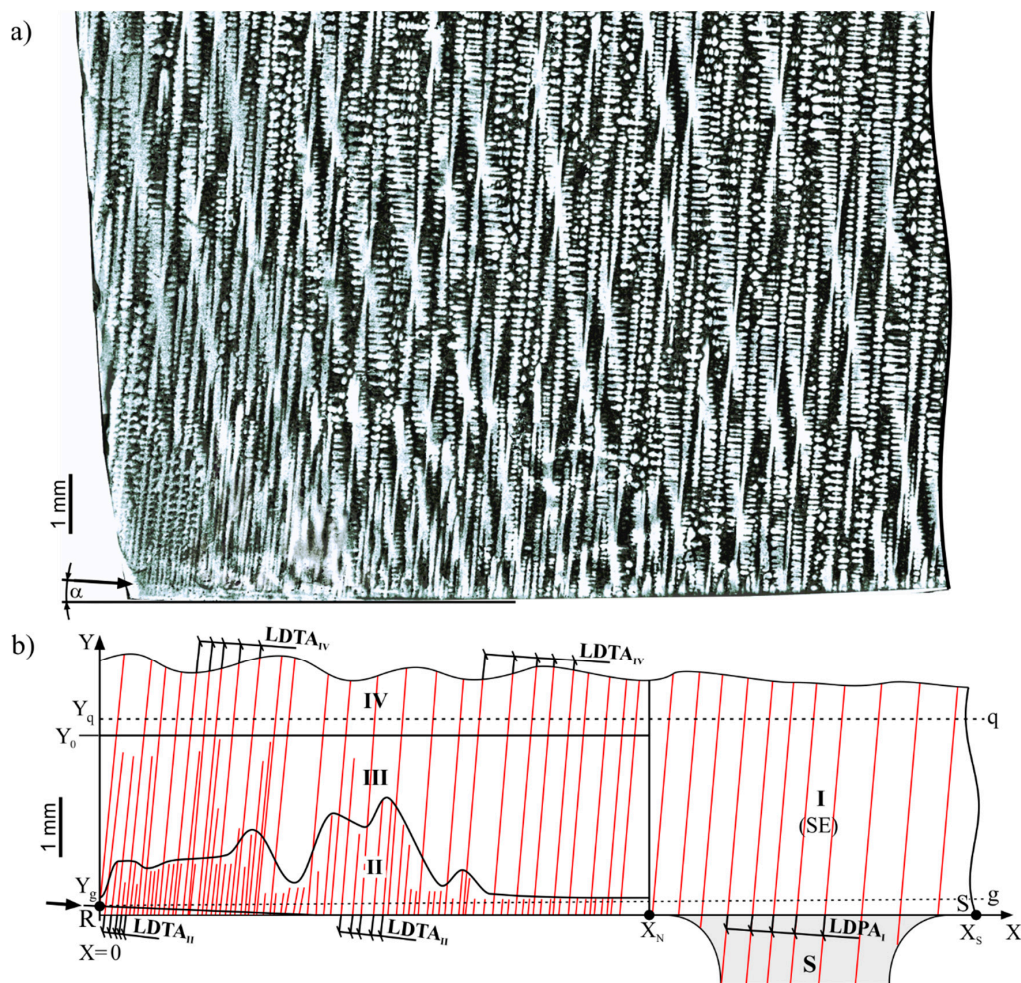 a)
1 mm
α
b)
Y
LDTA_IV
LDTA_IV
IV
Y_q
q
Y_0
III
I
(SE)
1 mm
II
Y_g
g
R
S
LDTA_II
LDTA_II
X_N
LDPA_I
X_S
X
X=0
S